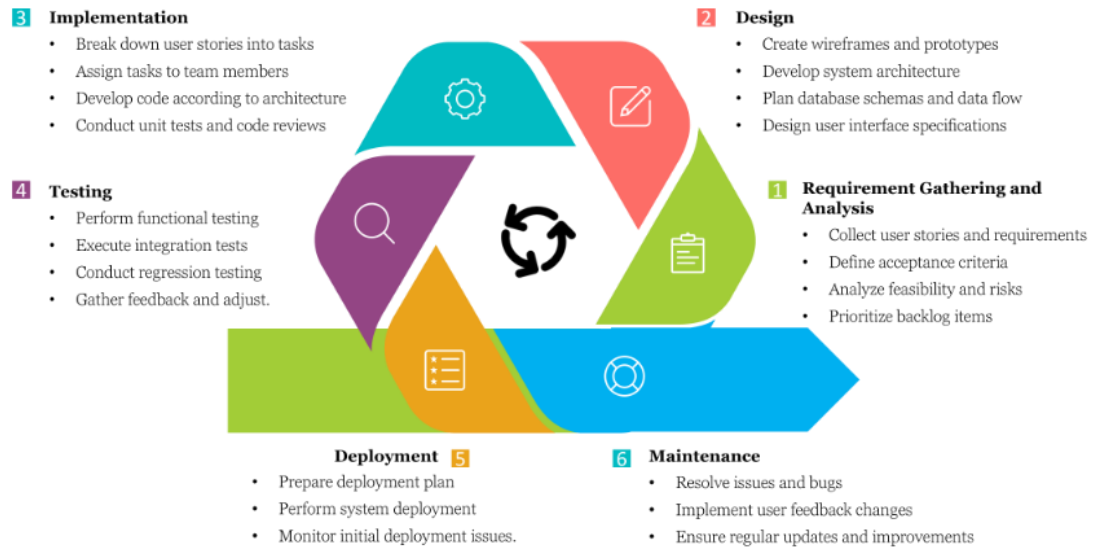 3 Implementation
• Break down user stories into tasks
• Assign tasks to team members
• Develop code according to architecture
• Conduct unit tests and code reviews
2 Design
• Create wireframes and prototypes
• Develop system architecture
• Plan database schemas and data flow
• Design user interface specifications
4 Testing
• Perform functional testing
• Execute integration tests
• Conduct regression testing
• Gather feedback and adjust.
1 Requirement Gathering and
Analysis
• Collect user stories and requirements
• Define acceptance criteria
• Analyze feasibility and risks
• Prioritize backlog items
Deployment 5
• Prepare deployment plan
• Perform system deployment
• Monitor initial deployment issues.
6 Maintenance
• Resolve issues and bugs
• Implement user feedback changes
• Ensure regular updates and improvements